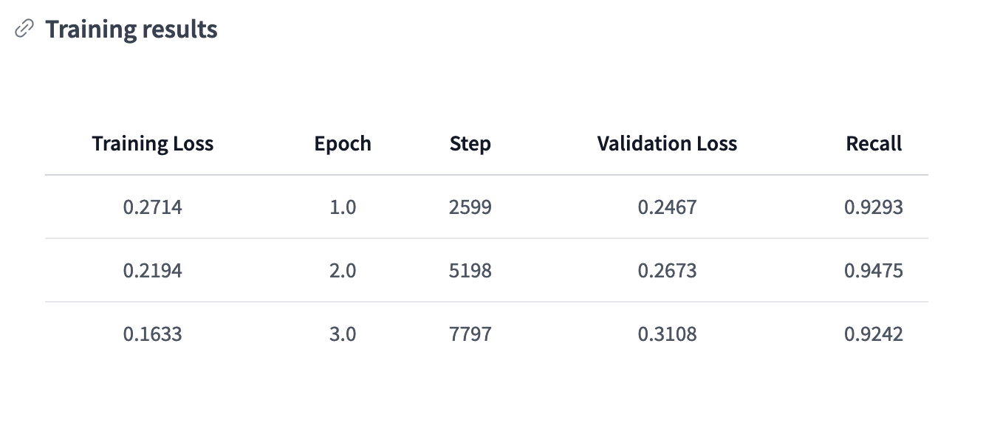 Training results
Training Loss Epoch Step Validation Loss Recall
0.2714 1.0 2599 0.2467 0.9293
0.2194 2.0 5198 0.2673 0.9475
0.1633 3.0 7797 0.3108 0.9242